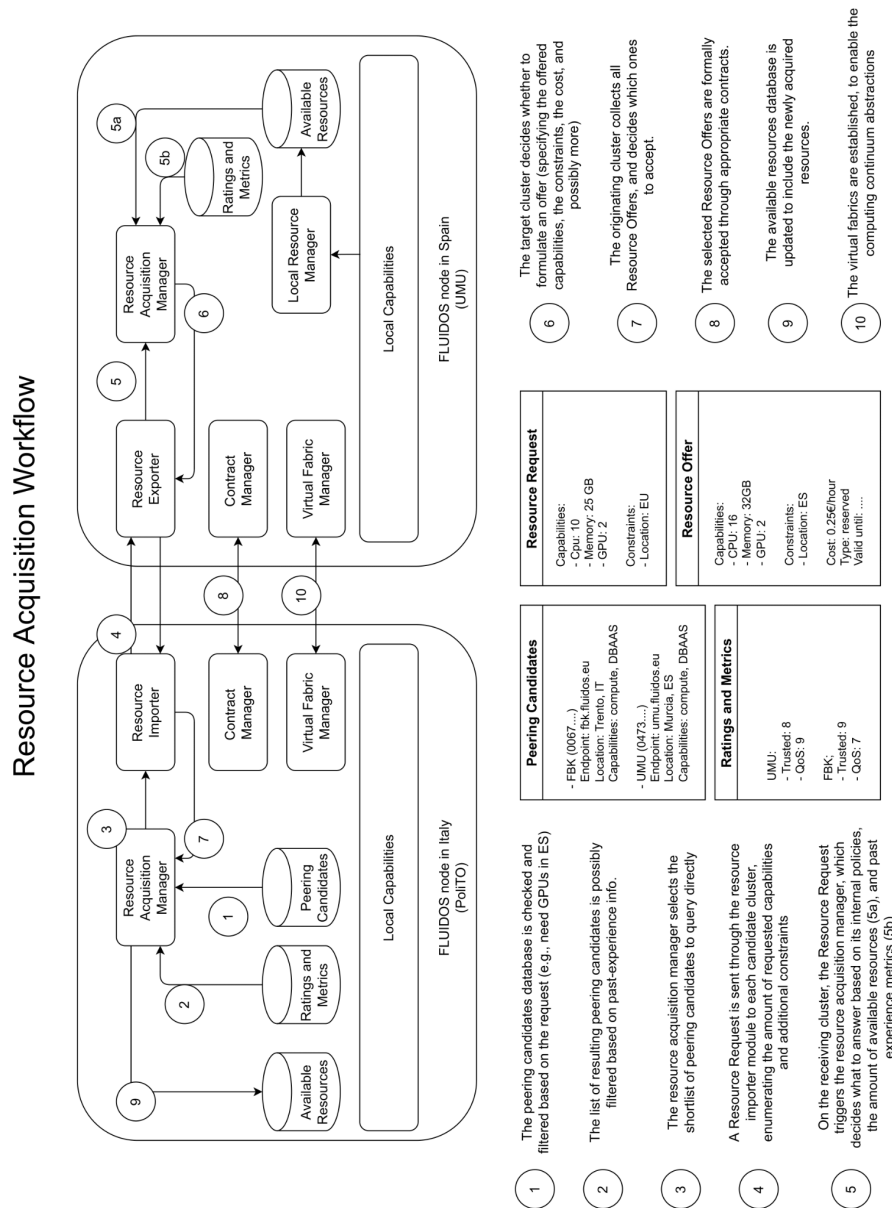 Resource Acquisition Workflow
9
3
4
5
5a
Resource
Acquisition
Manager
Resource
Importer
Resource
Exporter
Resource
Acquisition
Manager
2
1
7
6
5b
Available
Resources
Ratings and
Metrics
Peering
Candidates
Contract
Manager
8
Contract
Manager
Ratings and
Metrics
Virtual Fabric
Manager
10
Virtual Fabric
Manager
Local Resource
Manager
Available
Resources
Local Capabilities
Local Capabilities
FLUIDOS node in Italy
(PoliTO)
FLUIDOS node in Spain
(UMU)
1
The peering candidates database is checked and
filtered based on the request (e.g., need GPUs in ES)
2
The list of resulting peering candidates is possibly
filtered based on past-experience info.
3
The resource acquisition manager selects the
shortlist of peering candidates to query directly
4
A Resource Request is sent through the resource
importer module to each candidate cluster,
enumerating the amount of requested capabilities
and additional constraints
5
On the receiving cluster, the Resource Request
triggers the resource acquisition manager, which
decides what to answer based on its internal policies,
the amount of available resources (5a), and past
experience metrics (5b)
Peering Candidates
- FBK (0067....)
Endpoint: fbk.fluidos.eu
Location: Trento, IT
Capabilities: compute, DBAAS
- UMU (0473....)
Endpoint: umu.fluidos.eu
Location: Murcia, ES
Capabilities: compute, DBAAS
Ratings and Metrics
UMU:
- Trusted: 8
- QoS: 9
FBK:
- Trusted: 9
- QoS: 7
Resource Request
Capabilities:
- Cpu: 10
- Memory: 25 GB
- GPU: 2
Constraints:
- Location: EU
Resource Offer
Capabilities:
- CPU: 16
- Memory: 32GB
- GPU: 2
Constraints:
- Location: ES
Cost: 0.25€/hour
Type: reserved
Valid until: ....
6
The target cluster decides whether to
formulate an offer (specifying the offered
capabilities, the constraints, the cost, and
possibly more)
7
The originating cluster collects all
Resource Offers, and decides which ones
to accept.
8
The selected Resource Offers are formally
accepted through appropriate contracts.
9
The available resources database is
updated to include the newly acquired
resources.
10
The virtual fabrics are established, to enable the
computing continuum abstractions